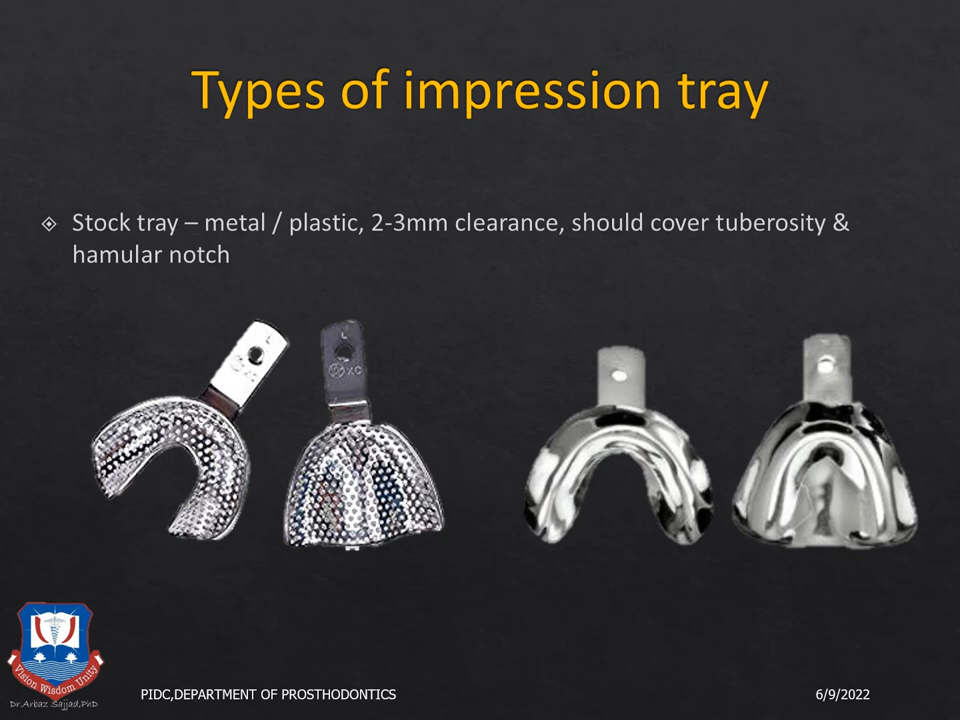 Types of impression tray
Stock tray – metal / plastic, 2-3mm clearance, should cover tuberosity &
hamular notch
L
L
XC
Vision Wisdom Unity
Dr.Arbaz Sajjad,PhD
PIDC,DEPARTMENT OF PROSTHODONTICS
6/9/2022